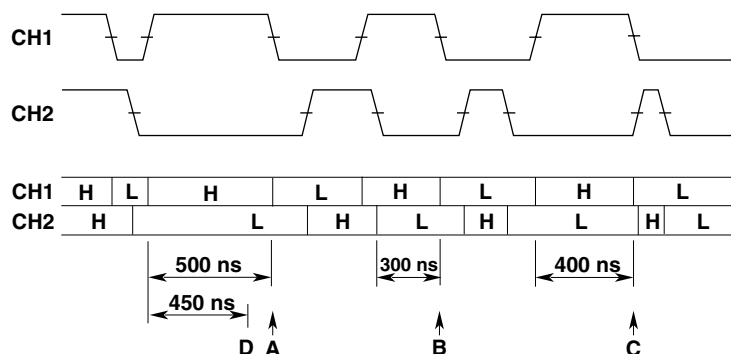 CH1
CH2
CH1 H L H L H L H L
CH2 H L H L H L H L
500 ns 300 ns 400 ns
450 ns
D A B C